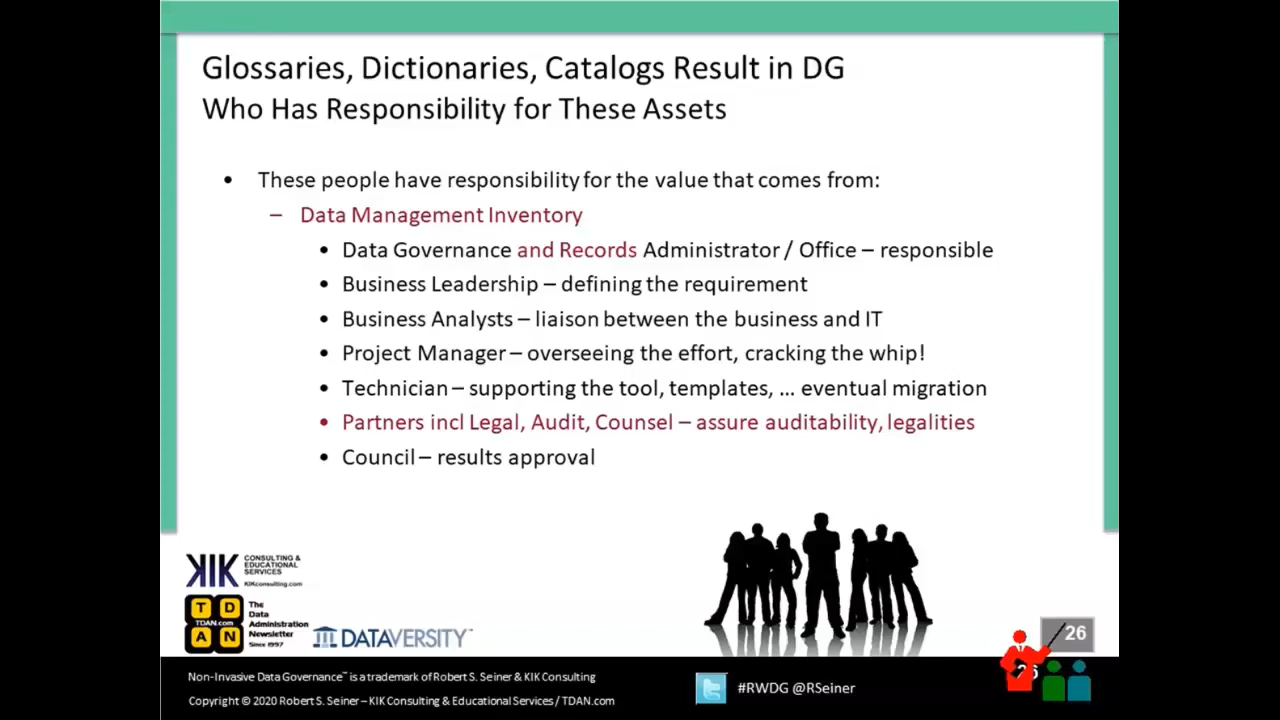 Glossaries, Dictionaries, Catalogs Result in DG
Who Has Responsibility for These Assets
• These people have responsibility for the value that comes from:
– Data Management Inventory
• Data Governance and Records Administrator / Office – responsible
• Business Leadership – defining the requirement
• Business Analysts – liaison between the business and IT
• Project Manager – overseeing the effort, cracking the whip!
• Technician – supporting the tool, templates, … eventual migration
• Partners incl Legal, Audit, Counsel – assure auditability, legalities
• Council – results approval
KIK CONSULTING &
EDUCATIONAL
SERVICES
KIKconsulting.com
T D
TDAN.com
A N
The
Data
Administration
Newsletter
Since 1997
DATAVERSITY
26
26
Non-Invasive Data Governance™ is a trademark of Robert S. Seiner & KIK Consulting
Copyright © 2020 Robert S. Seiner – KIK Consulting & Educational Services / TDAN.com
#RWDG @RSeiner